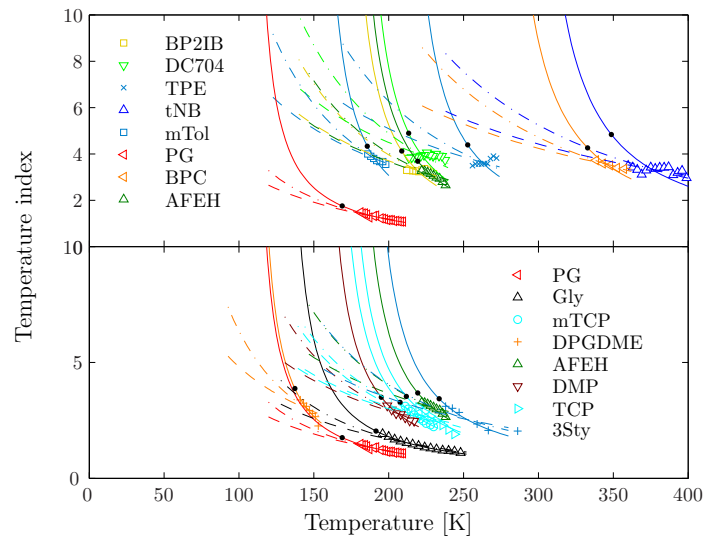 10
8
6
4
2
BP2IB
DC704
TPE
tNB
mTol
PG
BPC
AFEH
Temperature index
10
5
0
PG
Gly
mTCP
DPGDME
AFEH
DMP
TCP
3Sty
0 50 100 150 200 250 300 350 400
Temperature [K]